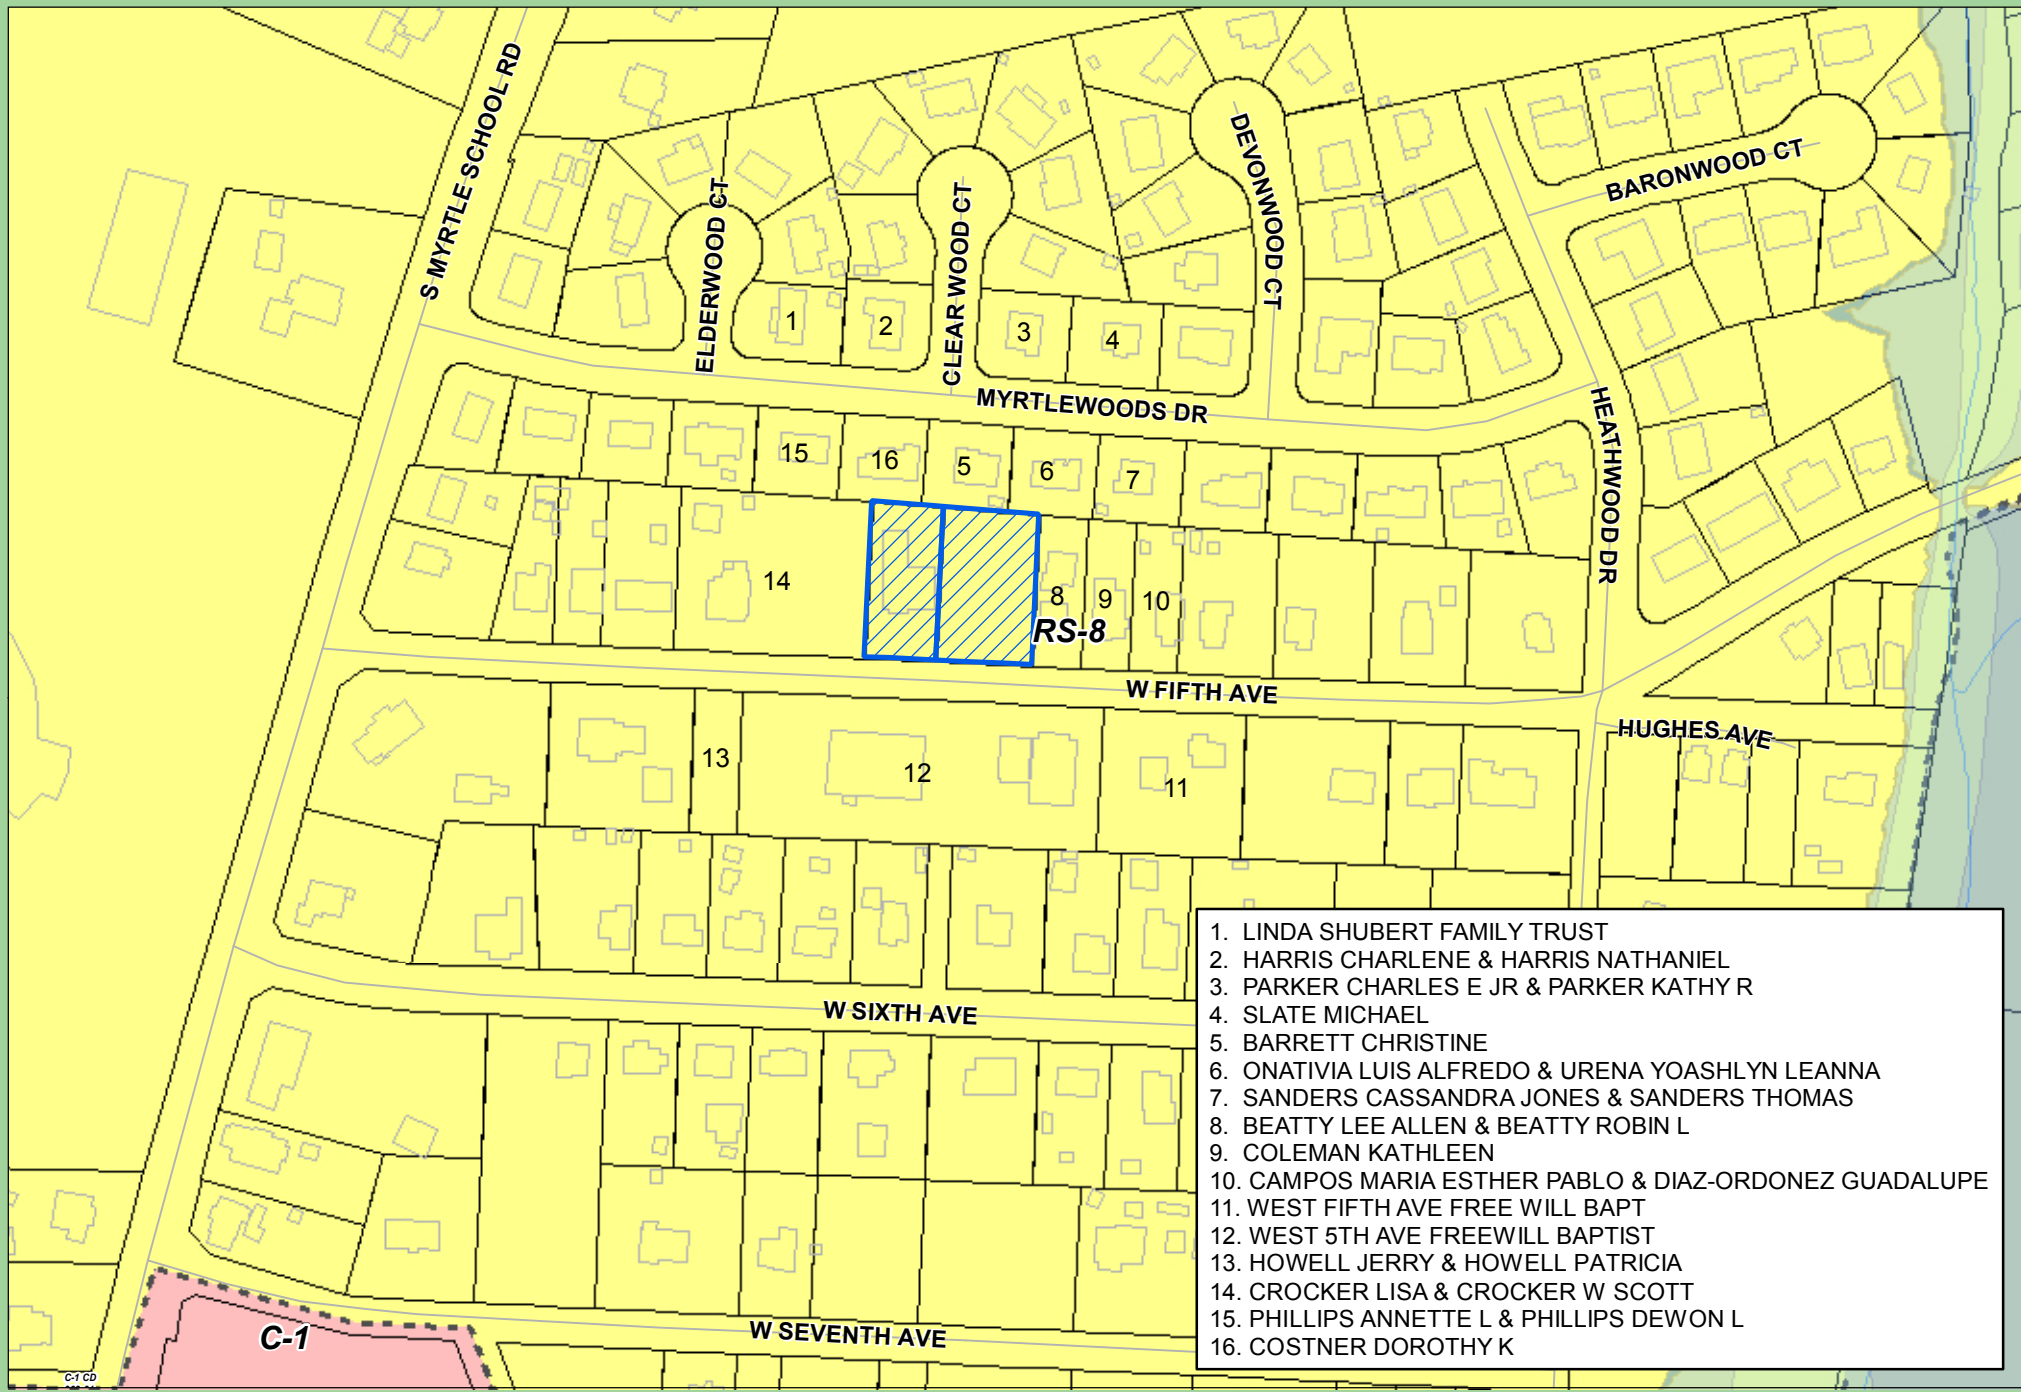 S MYRTLE SCHOOL RD
ELDERWOOD CT
CLEAR WOOD CT
DEVONWOOD CT
BARONWOOD CT
1
2
3
4
MYRTLEWOODS DR
HEATHWOOD DR
15
16
5
6
7
14
8
9
10
RS-8
W FIFTH AVE
HUGHES AVE
13
12
11
W SIXTH AVE
1. LINDA SHUBERT FAMILY TRUST
2. HARRIS CHARLENE & HARRIS NATHANIEL
3. PARKER CHARLES E JR & PARKER KATHY R
4. SLATE MICHAEL
5. BARRETT CHRISTINE
6. ONATIVIA LUIS ALFREDO & URENA YOASHLYN LEANNA
7. SANDERS CASSANDRA JONES & SANDERS THOMAS
8. BEATTY LEE ALLEN & BEATTY ROBIN L
9. COLEMAN KATHLEEN
10. CAMPOS MARIA ESTHER PABLO & DIAZ-ORDONEZ GUADALUPE
11. WEST FIFTH AVE FREE WILL BAPT
12. WEST 5TH AVE FREEWILL BAPTIST
13. HOWELL JERRY & HOWELL PATRICIA
14. CROCKER LISA & CROCKER W SCOTT
15. PHILLIPS ANNETTE L & PHILLIPS DEWON L
16. COSTNER DOROTHY K
W SEVENTH AVE
C-1
C-1 CD